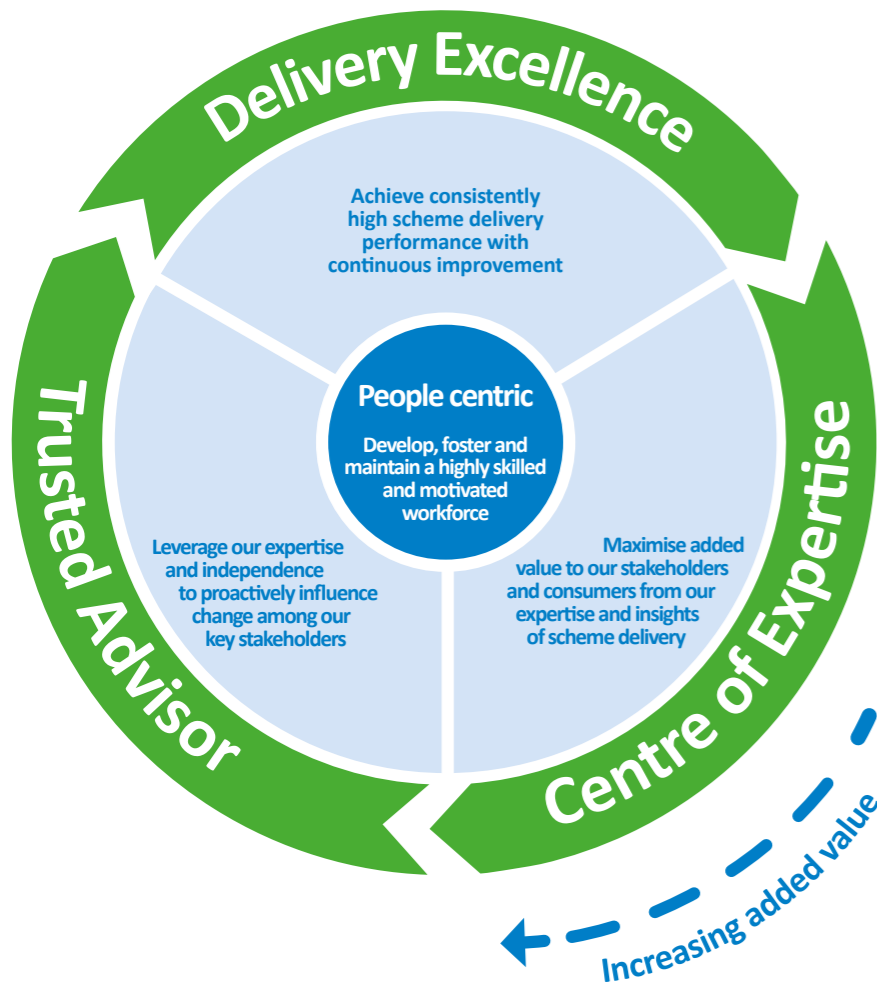 Delivery Excellence
Achieve consistently
high scheme delivery
performance with
continuous improvement
People centric
Develop, foster and
maintain a highly skilled
and motivated
workforce
Trusted Advisor
Leverage our expertise
and independence
to proactively influence
change among our
key stakeholders
Maximise added
value to our stakeholders
and consumers from our
expertise and insights
of scheme delivery
Centre of Expertise
Increasing added value